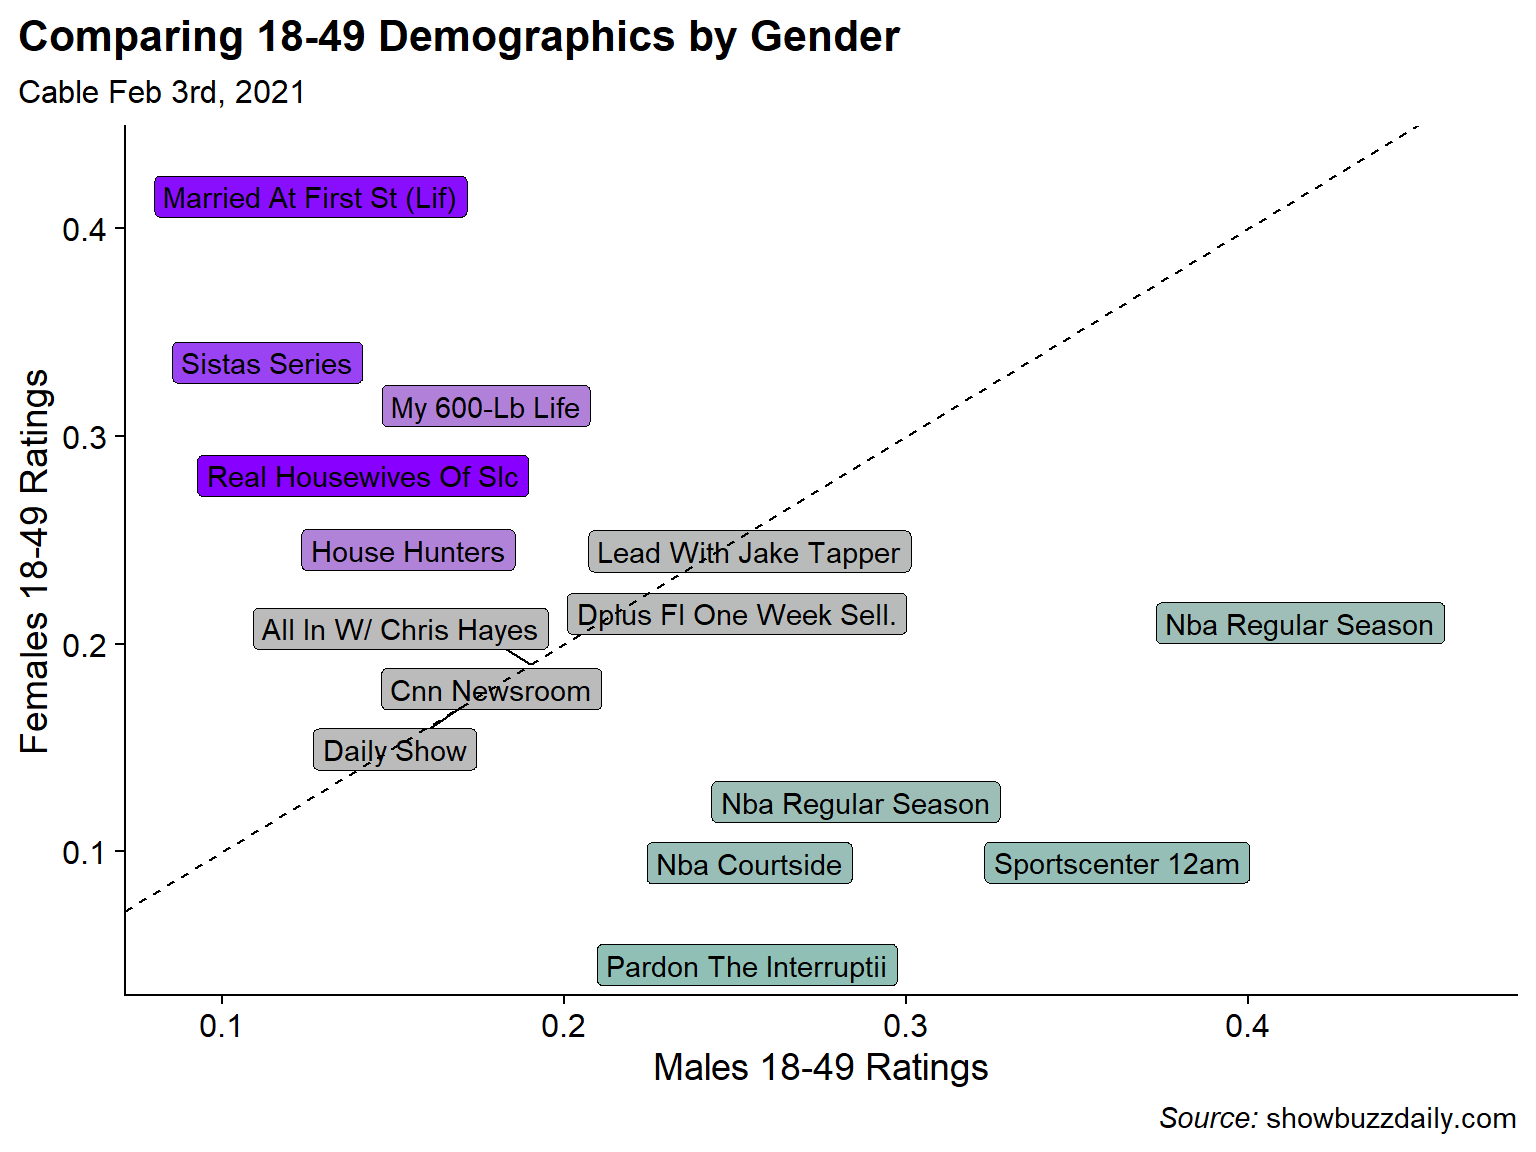 Comparing 18-49 Demographics by Gender
Cable Feb 3rd, 2021
Females 18-49 Ratings
0.4
0.3
0.2
0.1
Married At First St (Lif)
Sistas Series
My 600-Lb Life
Real Housewives Of Slc
House Hunters
Lead With Jake Tapper
Dplus Fl One Week Sell.
Nba Regular Season
All In W/ Chris Hayes
Cnn Newsroom
Daily Show
Nba Regular Season
Nba Courtside
Sportscenter 12am
Pardon The Interruptii
0.1
0.2
0.3
0.4
Males 18-49 Ratings
Source: showbuzzdaily.com